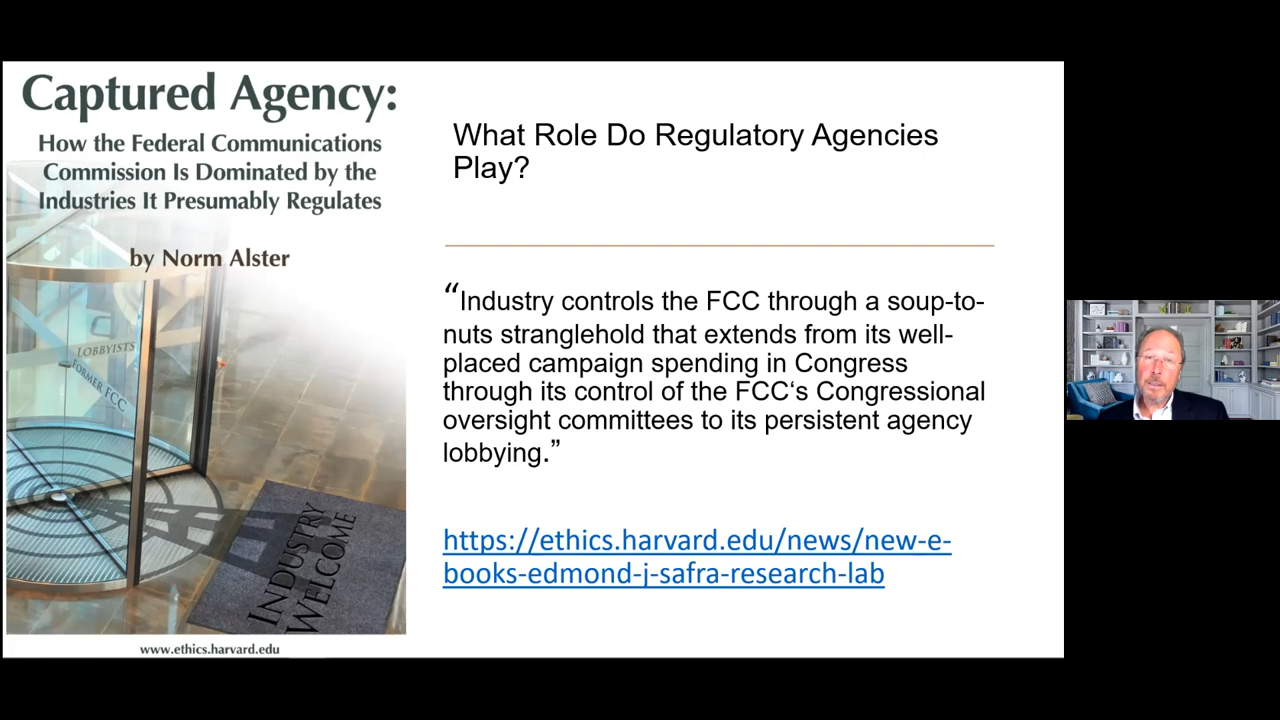 Captured Agency:
How the Federal Communications
Commission Is Dominated by the
Industries It Presumably Regulates
by Norm Alster
LOBBYISTS
FORMER FCC
INDUSTRY
WELCOME
www.ethics.harvard.edu
What Role Do Regulatory Agencies
Play?
“Industry controls the FCC through a soup-to-
nuts stranglehold that extends from its well-
placed campaign spending in Congress
through its control of the FCC‘s Congressional
oversight committees to its persistent agency
lobbying.”
https://ethics.harvard.edu/news/new-e-
books-edmond-j-safra-research-lab